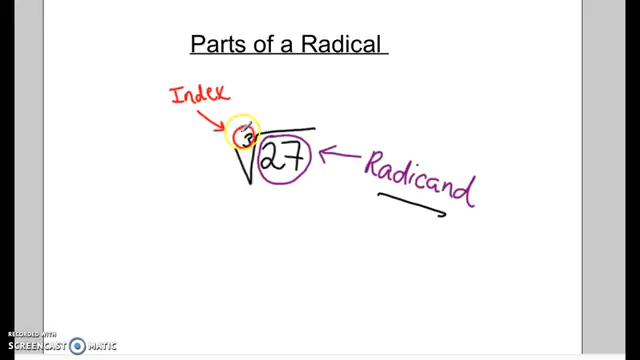 Parts of a Radical
Index
3
27
Radicand
RECORDED WITH
SCREENCAST MATIC